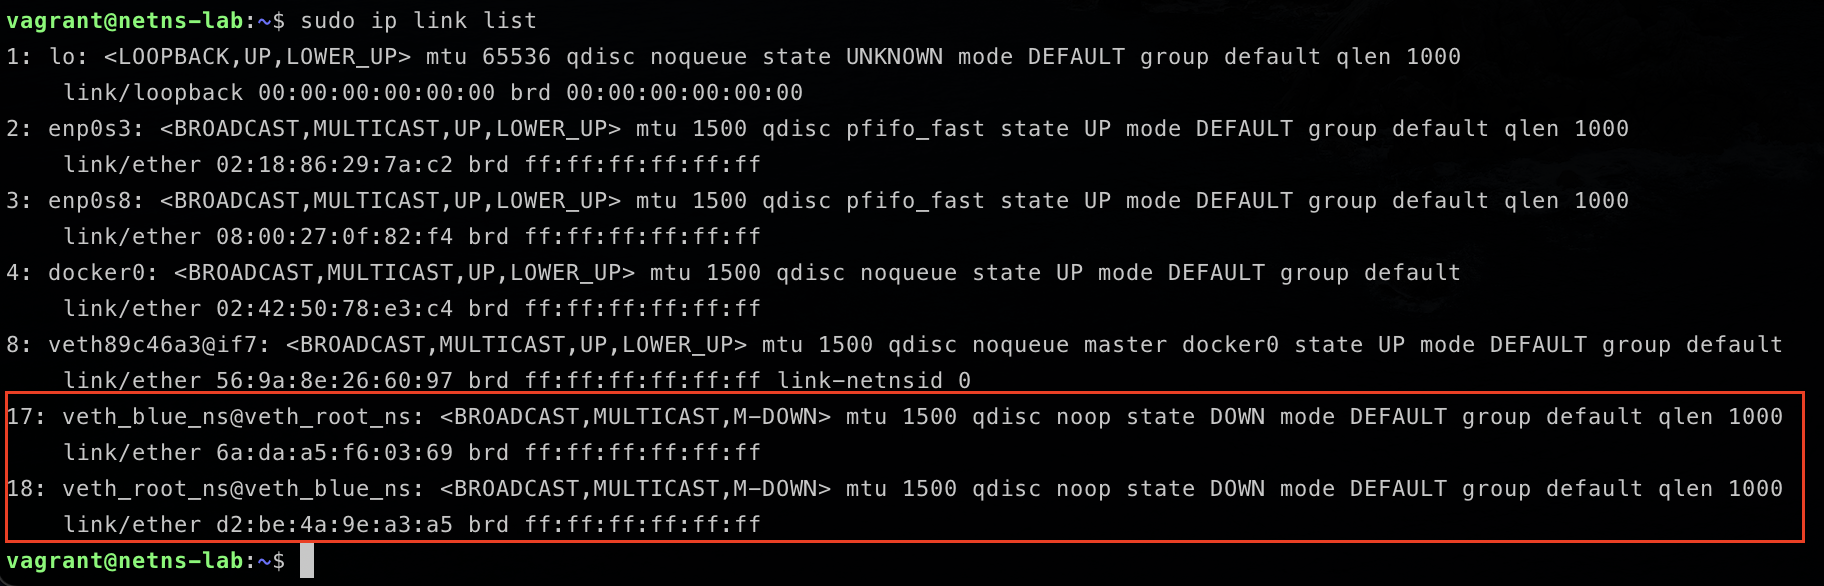 vagrant@netns-lab:~$ sudo ip link list
1: lo: <LOOPBACK,UP,LOWER_UP> mtu 65536 qdisc noqueue state UNKNOWN mode DEFAULT group default qlen 1000
    link/loopback 00:00:00:00:00:00 brd 00:00:00:00:00:00
2: enp0s3: <BROADCAST,MULTICAST,UP,LOWER_UP> mtu 1500 qdisc pfifo_fast state UP mode DEFAULT group default qlen 1000
    link/ether 02:18:86:29:7a:c2 brd ff:ff:ff:ff:ff:ff
3: enp0s8: <BROADCAST,MULTICAST,UP,LOWER_UP> mtu 1500 qdisc pfifo_fast state UP mode DEFAULT group default qlen 1000
    link/ether 08:00:27:0f:82:f4 brd ff:ff:ff:ff:ff:ff
4: docker0: <BROADCAST,MULTICAST,UP,LOWER_UP> mtu 1500 qdisc noqueue state UP mode DEFAULT group default
    link/ether 02:42:50:78:e3:c4 brd ff:ff:ff:ff:ff:ff
8: veth89c46a3@if7: <BROADCAST,MULTICAST,UP,LOWER_UP> mtu 1500 qdisc noqueue master docker0 state UP mode DEFAULT group default
    link/ether 56:9a:8e:26:60:97 brd ff:ff:ff:ff:ff:ff link-netnsid 0
17: veth_blue_ns@veth_root_ns: <BROADCAST,MULTICAST,M-DOWN> mtu 1500 qdisc noop state DOWN mode DEFAULT group default qlen 1000
    link/ether 6a:da:a5:f6:03:69 brd ff:ff:ff:ff:ff:ff
18: veth_root_ns@veth_blue_ns: <BROADCAST,MULTICAST,M-DOWN> mtu 1500 qdisc noop state DOWN mode DEFAULT group default qlen 1000
    link/ether d2:be:4a:9e:a3:a5 brd ff:ff:ff:ff:ff:ff
vagrant@netns-lab:~$